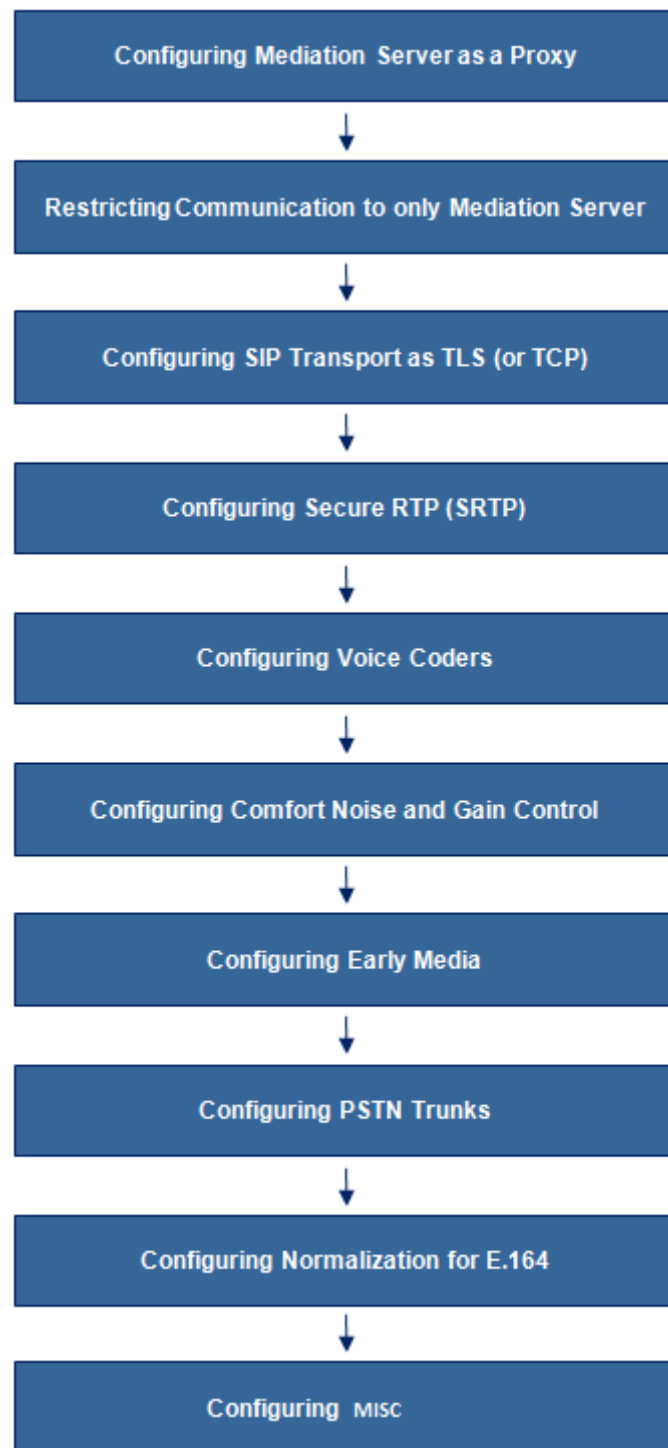 Configuring Mediation Server as a Proxy
Restricting Communication to only Mediation Server
Configuring SIP Transport as TLS (or TCP)
Configuring Secure RTP (SRTP)
Configuring Voice Coders
Configuring Comfort Noise and Gain Control
Configuring Early Media
Configuring PSTN Trunks
Configuring Normalization for E.164
Configuring MISC